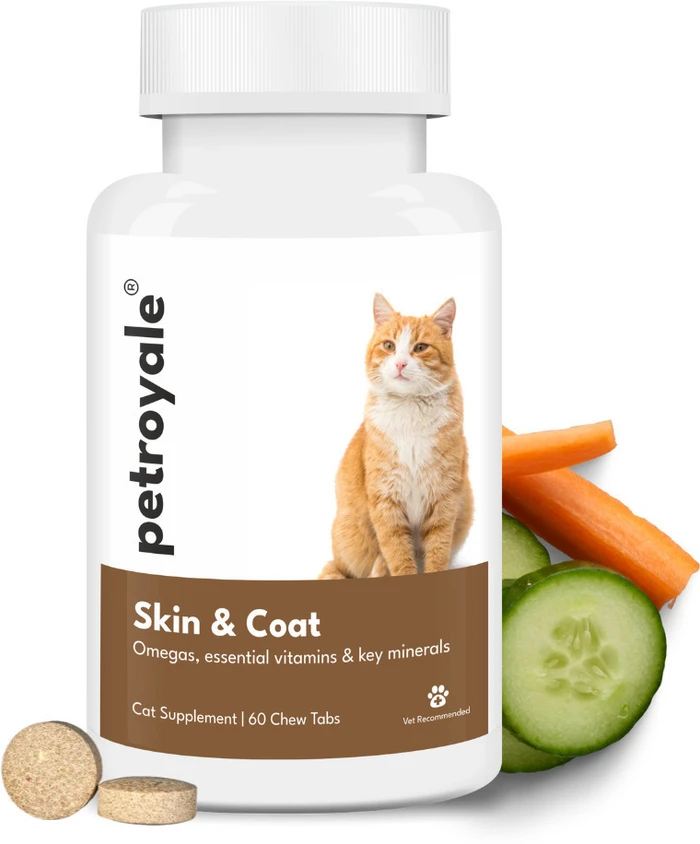 petroyale®
Skin & Coat
Omegas, essential vitamins & key minerals
Cat Supplement | 60 Chew Tabs
Vet Recommended